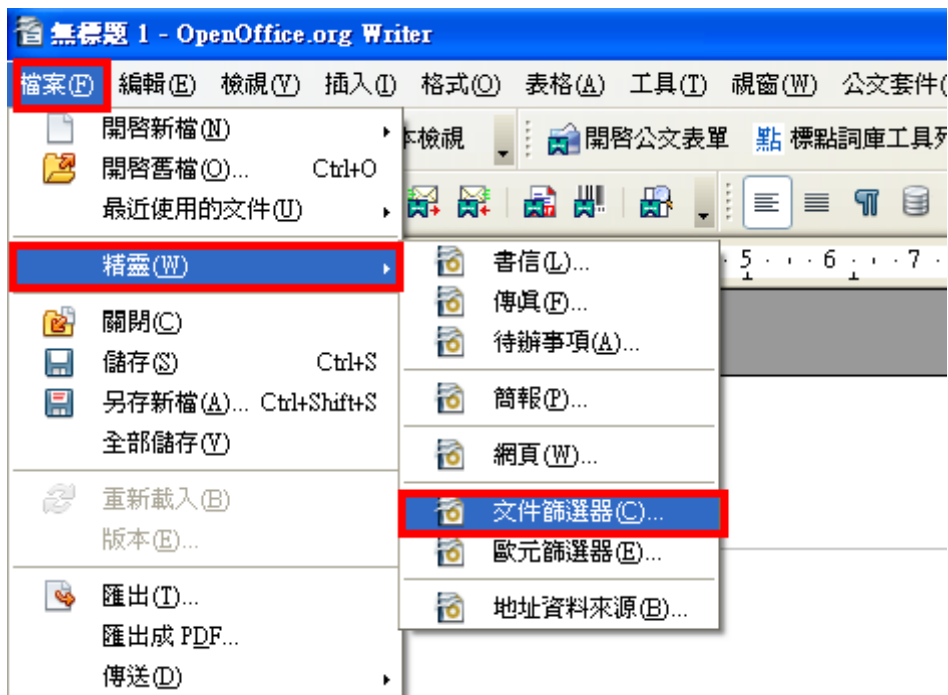 無標題 1 - OpenOffice.org Writer
檔案(F) 編輯(E) 檢視(V) 插入(I) 格式(O) 表格(A) 工具(T) 視窗(W) 公文套件(
開啓新檔(N)
本檢視 開啓公文表單 點 標點詞庫工具列
開啓舊檔(O)... Ctrl+O
最近使用的文件(U)
精靈(W)
書信(L)...
5 6 7
傳眞(F)...
關閉(C)
待辦事項(A)...
儲存(S) Ctrl+S
另存新檔(A)... Ctrl+Shift+S
簡報(P)...
全部儲存(V)
網頁(W)...
重新載入(B)
文件篩選器(C)...
版本(E)...
歐元篩選器(E)...
匯出(T)...
地址資料來源(B)...
匯出成 PDF...
傳送(D)